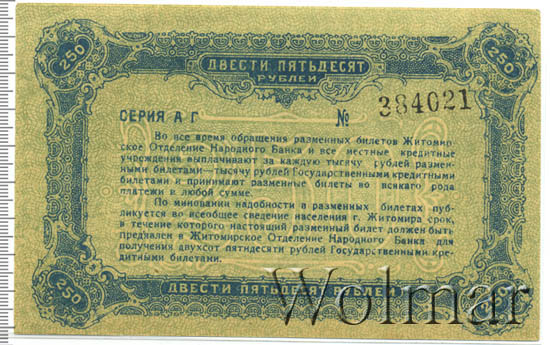 250
250
ДВЕСТИ ПЯТЬДЕСЯТ
РУБЛЕЙ
СЕРИЯ А Г № 384021
Во все время обращения разменных билетов Житомир-
ское Отделение Народного Банка и все местные кредитные
учреждения выплачивают за каждую тысячу рублей размен-
ными билетами—тысячу рублей Государственными кредитными
билетами и принимают разменные билеты во всякаго рода
платежи в любой сумме.
По миновании надобности в разменных билетах пуб-
ликуется во всеобщее сведение населения г. Житомира срок,
в течение которого настоящий разменный билет должен быть
пред'явлен в Житомирское Отделение Народного Банка для
получения двухсот пятидесяти рублей Государственными кре-
дитными билетами.
250
ДВЕСТИ ПЯТЬДЕСЯТ РУБЛЕЙ
Wolmar